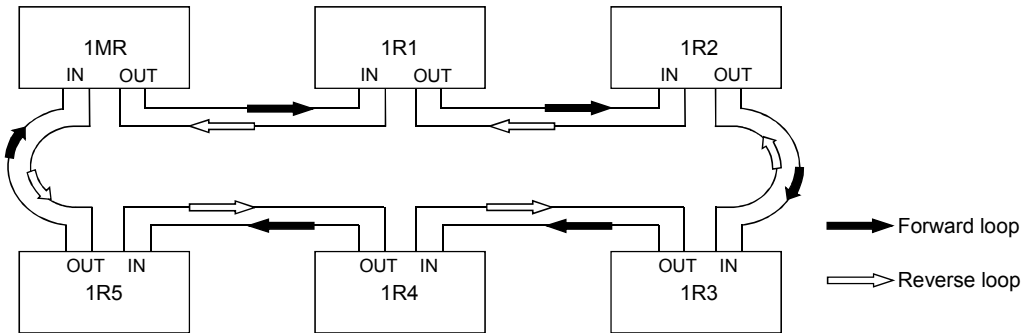 1MR 1R1 1R2
IN OUT IN OUT IN OUT
Forward loop
Reverse loop
OUT IN OUT IN OUT IN
1R5 1R4 1R3